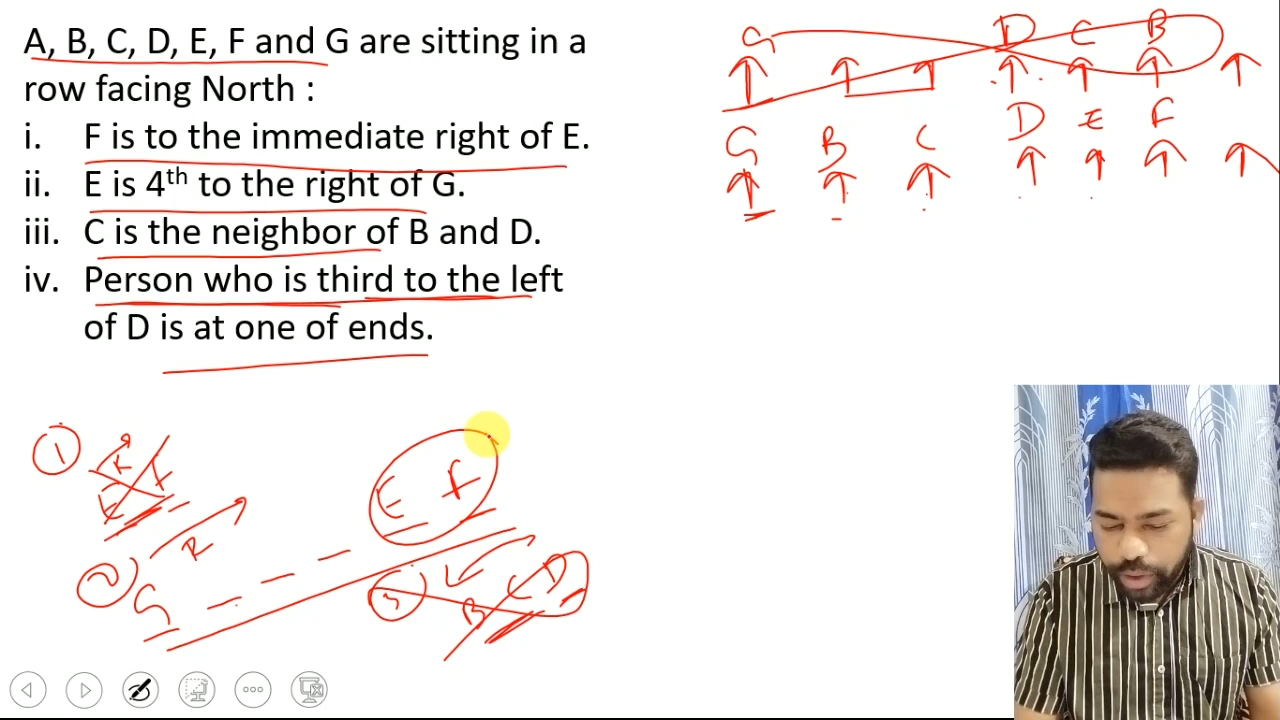 A, B, C, D, E, F and G are sitting in a
row facing North :
i. F is to the immediate right of E.
ii. E is 4th to the right of G.
iii. C is the neighbor of B and D.
iv. Person who is third to the left
of D is at one of ends.
G D C B
G B C D E F
1 R E F
2 R G E F
3 B C D